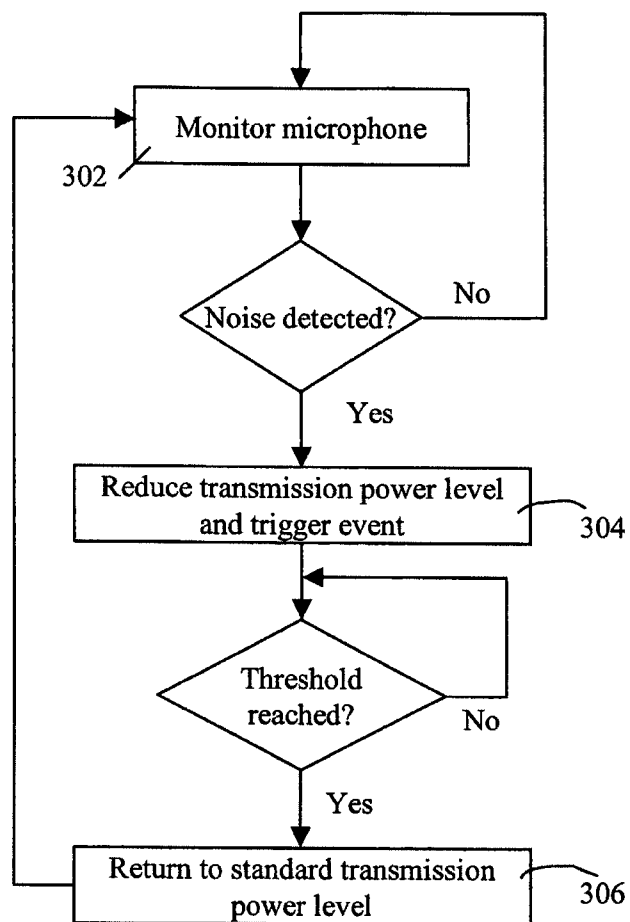 Monitor microphone
302
No
Noise detected?
Yes
Reduce transmission power level
and trigger event
304
Threshold
reached?
No
Yes
Return to standard transmission
power level
306